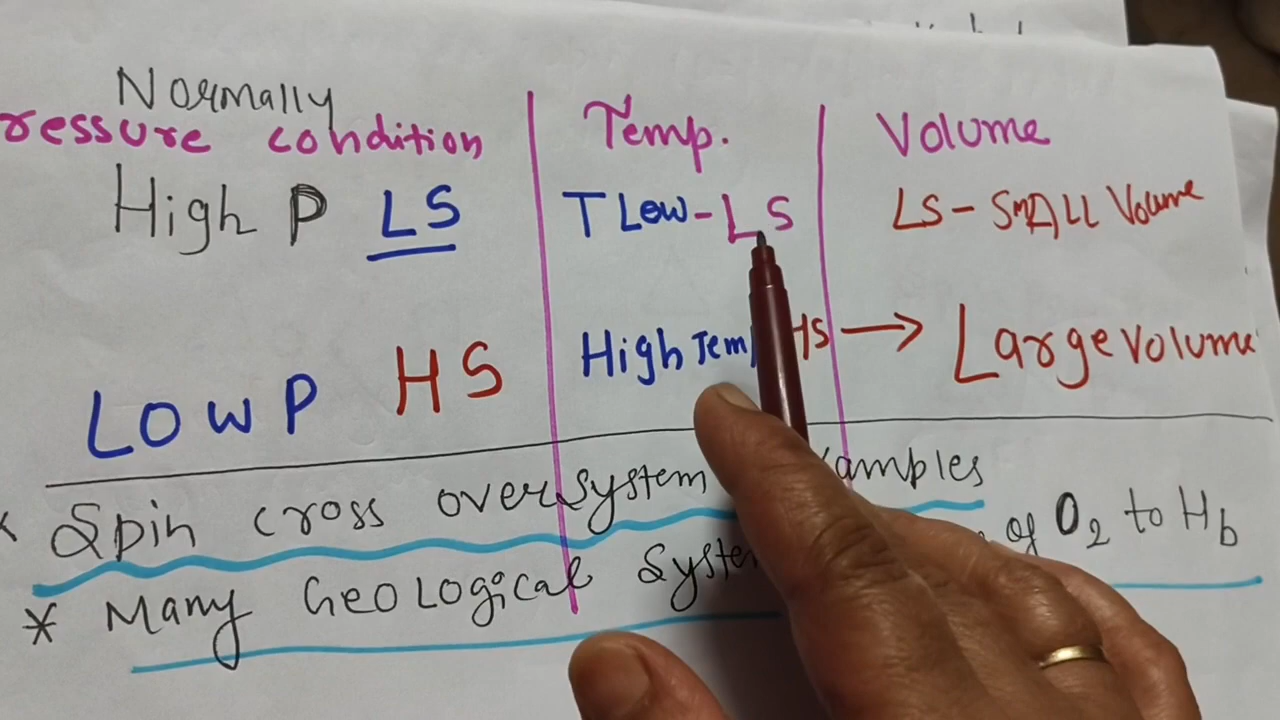 Normally
ressure condition
Temp.
Volume
High P LS
T Low - LS
LS - SMALL Volume
Low P HS
High Tem HS → Large Volume
Spin cross over System amples
* Many Geological Syste of O2 to Hb